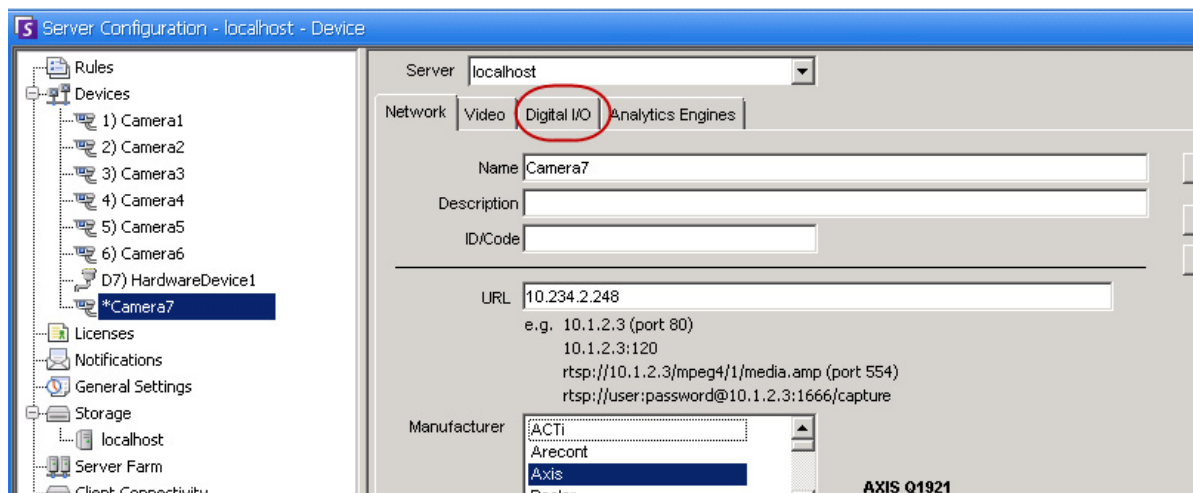 Server Configuration - localhost - Device
Rules
Devices
1) Camera1
2) Camera2
3) Camera3
4) Camera4
5) Camera5
6) Camera6
D7) HardwareDevice1
*Camera7
Licenses
Notifications
General Settings
Storage
localhost
Server Farm
Client Connectivity
Server localhost
Network Video Digital I/O Analytics Engines
Name Camera7
Description
ID/Code
URL 10.234.2.248
e.g. 10.1.2.3 (port 80)
10.1.2.3:120
rtsp://10.1.2.3/mpeg4/1/media.amp (port 554)
rtsp://user:password@10.1.2.3:1666/capture
Manufacturer ACTi
Arecont
Axis
AXIS Q1921